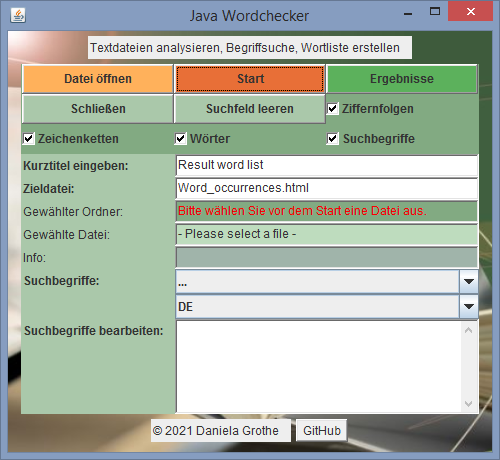 Java Wordchecker
Textdateien analysieren, Begriffsuche, Wortliste erstellen
Datei öffnen Start Ergebnisse
Schließen Suchfeld leeren Ziffernfolgen
Zeichenketten Wörter Suchbegriffe
Kurztitel eingeben: Result word list
Zieldatei: Word_occurrences.html
Gewählter Ordner: Bitte wählen Sie vor dem Start eine Datei aus.
Gewählte Datei: - Please select a file -
Info:
Suchbegriffe: ...
DE
Suchbegriffe bearbeiten:
© 2021 Daniela Grothe GitHub